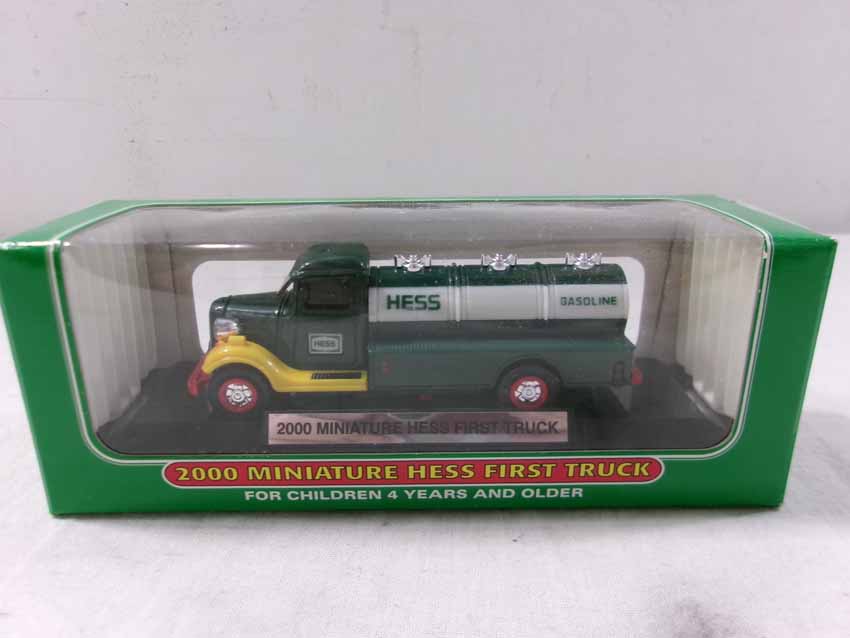 HESS GASOLINE
HESS
2000 MINIATURE HESS FIRST TRUCK
2000 MINIATURE HESS FIRST TRUCK
FOR CHILDREN 4 YEARS AND OLDER